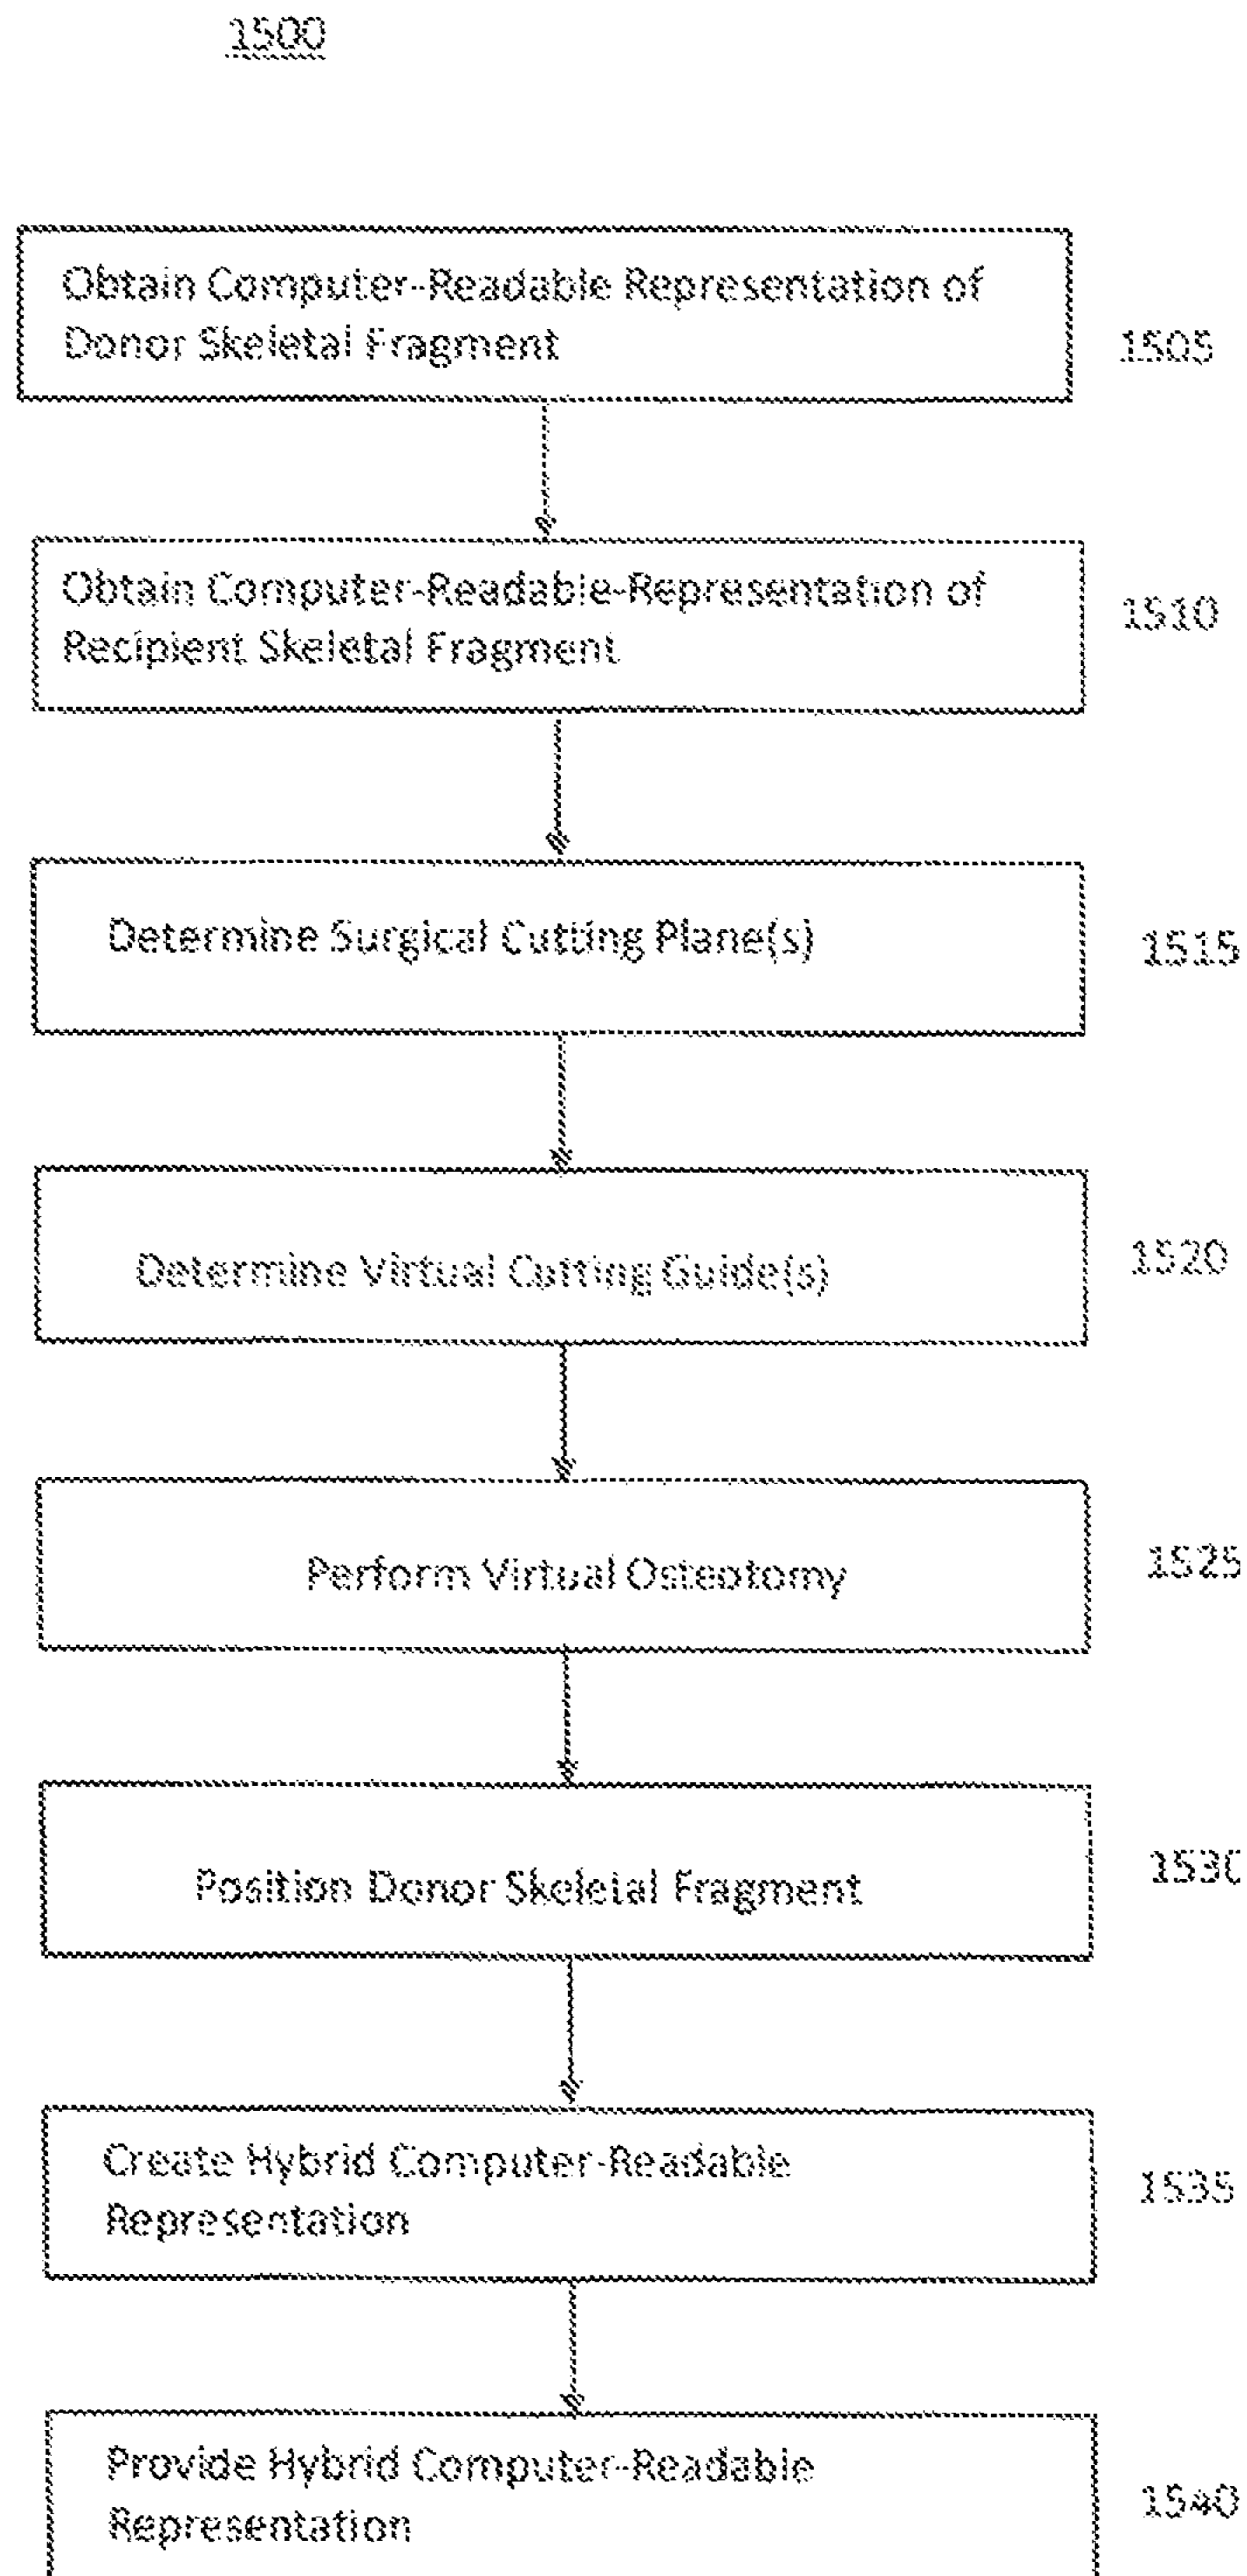 1500
Obtain Computer-Readable Representation of
Donor Skeletal Fragment
1505
Obtain Computer-Readable-Representation of
Recipient Skeletal Fragment
1510
Determine Surgical Cutting Plane(s)
1515
Determine Virtual Cutting Guide(s)
1520
Perform Virtual Osteotomy
1525
Position Donor Skeletal Fragment
1530
Create Hybrid Computer-Readable
Representation
1535
Provide Hybrid Computer-Readable
Representation
1540